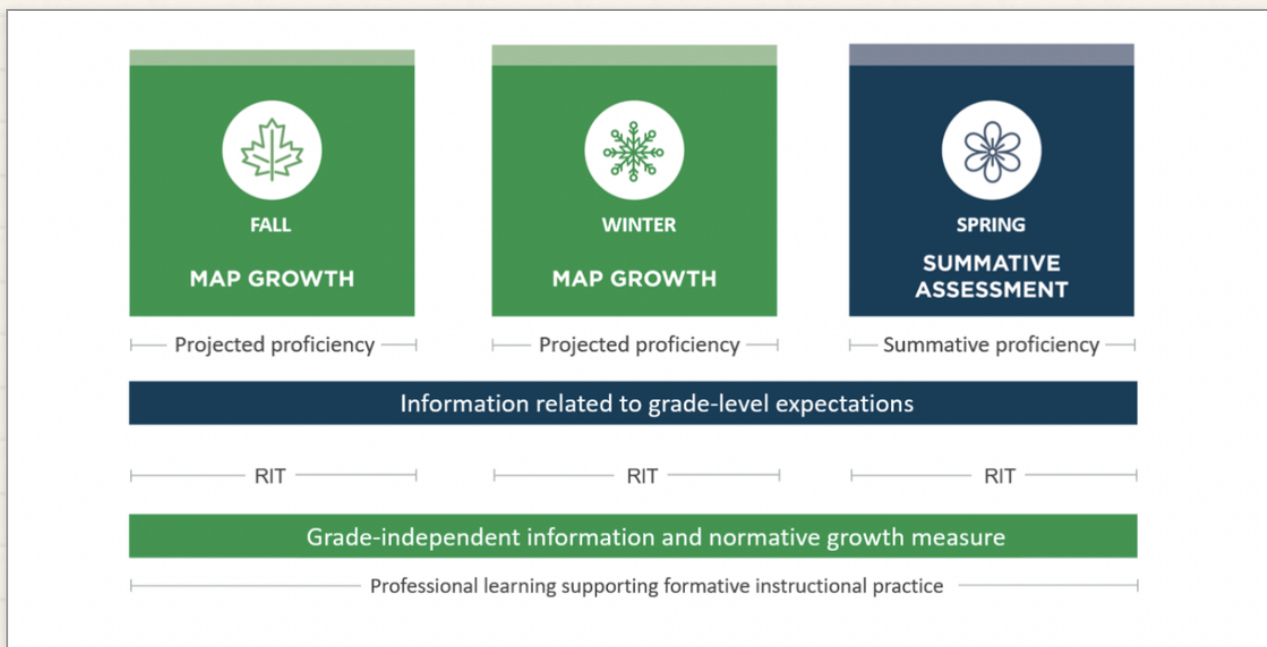 FALL
MAP GROWTH
WINTER
MAP GROWTH
SPRING
SUMMATIVE
ASSESSMENT
Projected proficiency
Projected proficiency
Summative proficiency
Information related to grade-level expectations
RIT
RIT
RIT
Grade-independent information and normative growth measure
Professional learning supporting formative instructional practice